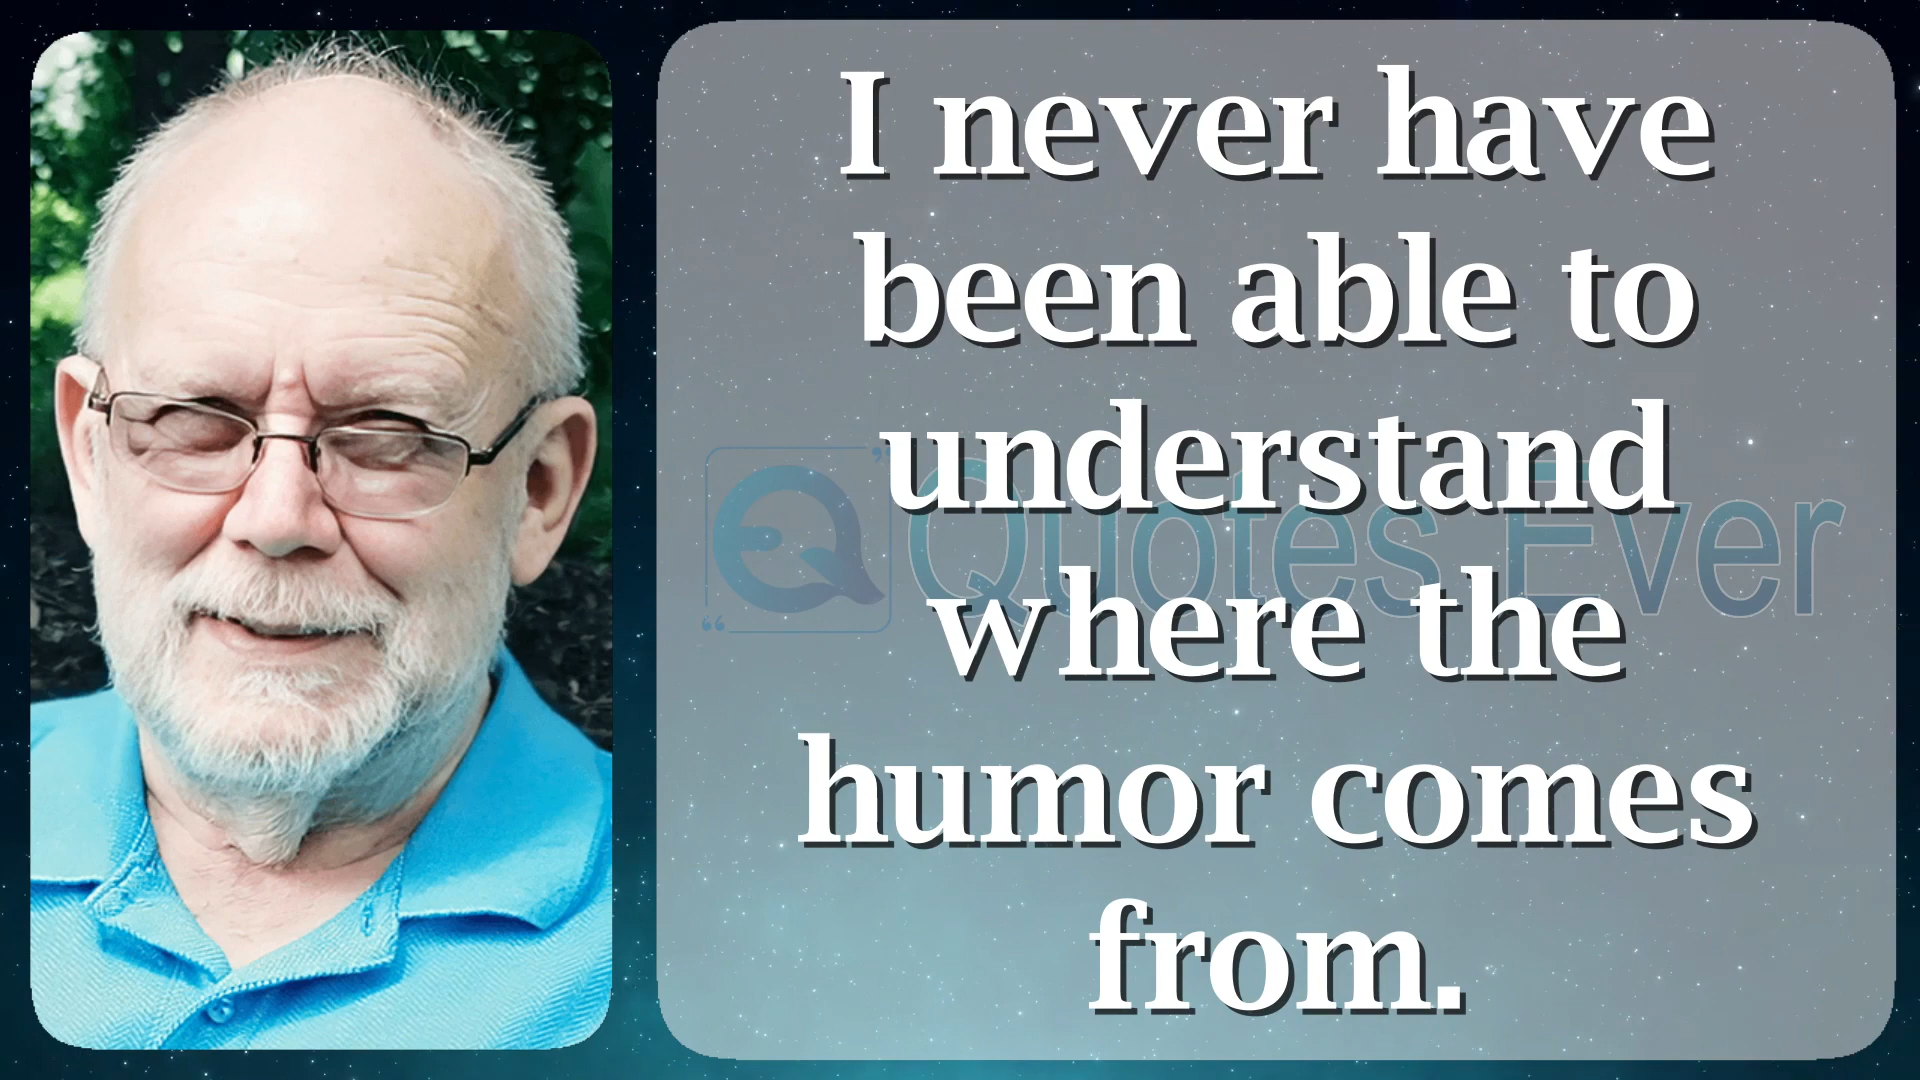 I never have
been able to
understand
Quotes Ever
where the
humor comes
from.